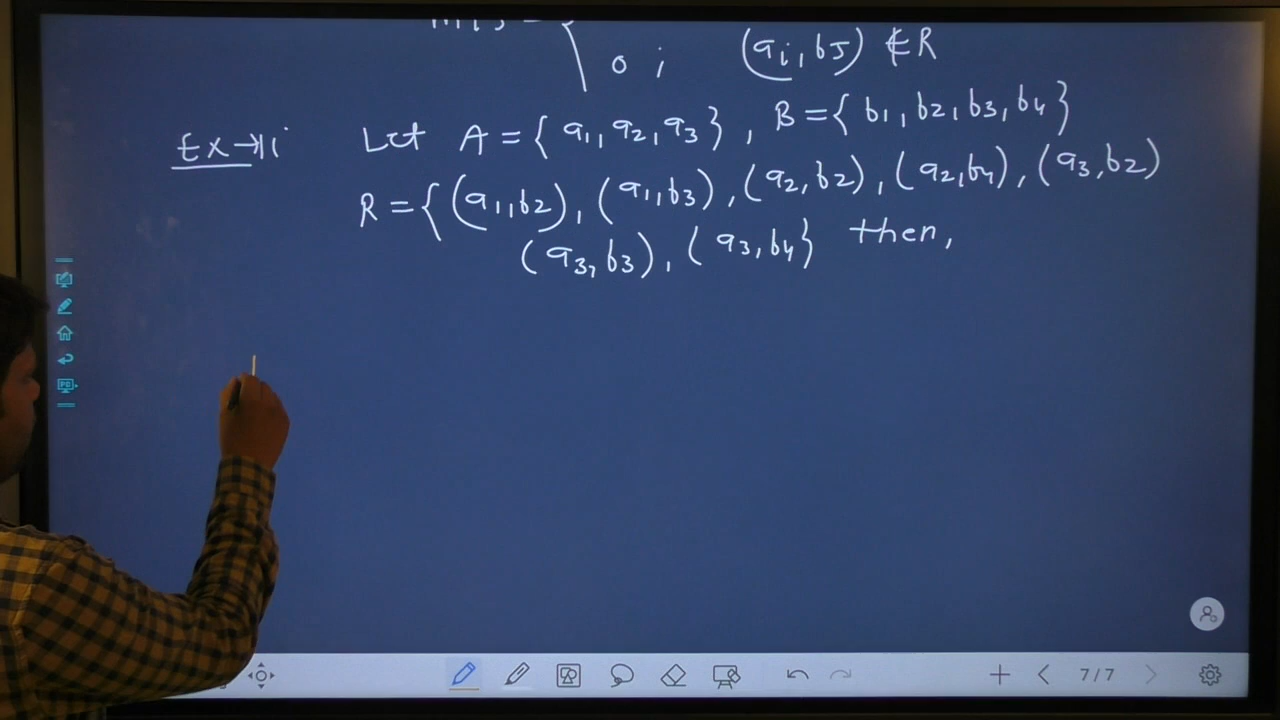 0 ; (ai, bJ) ∉ R
Ex→1 Let A = { a1, a2, a3 }, B = { b1, b2, b3, b4 }
R = { (a1, b2), (a1, b3), (a2, b2), (a2, b4), (a3, b2)
(a3, b3), (a3, b4} then,
7/7